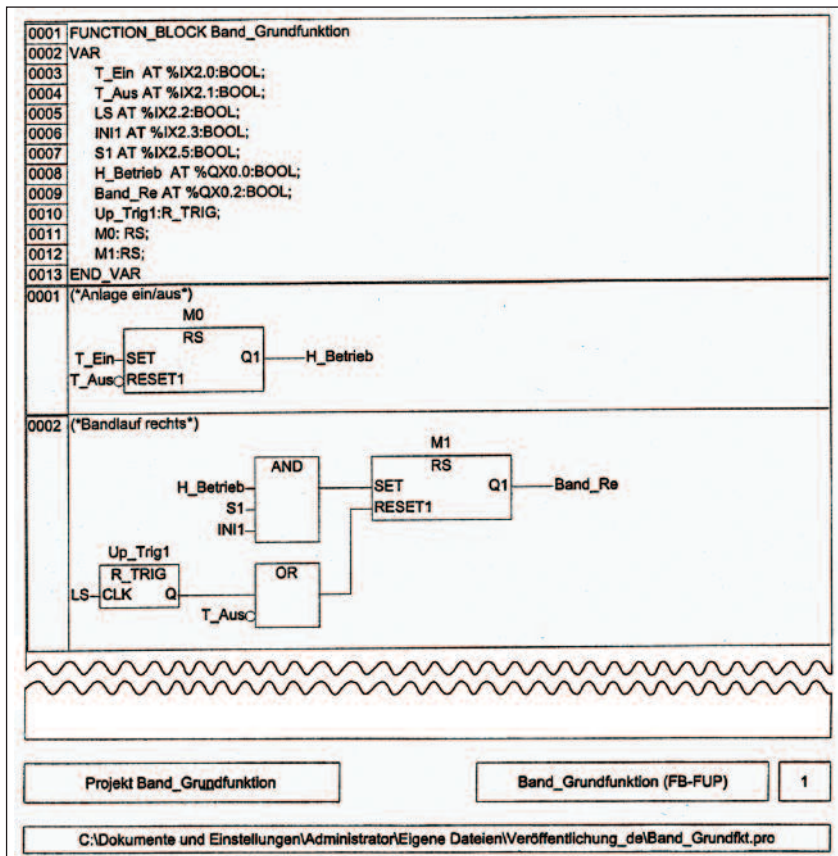 0001 FUNCTION_BLOCK Band_Grundfunktion
0002 VAR
0003 T_Ein AT %IX2.0:BOOL;
0004 T_Aus AT %IX2.1:BOOL;
0005 LS AT %IX2.2:BOOL;
0006 INI1 AT %IX2.3:BOOL;
0007 S1 AT %IX2.5:BOOL;
0008 H_Betrieb AT %QX0.0:BOOL;
0009 Band_Re AT %QX0.2:BOOL;
0010 Up_Trig1:R_TRIG;
0011 M0: RS;
0012 M1:RS;
0013 END_VAR
0001 (*Anlage ein/aus*)
M0
RS
T_Ein SET Q1 H_Betrieb
T_Aus RESET1
0002 (*Bandlauf rechts*)
M1
AND RS
H_Betrieb SET Q1 Band_Re
S1 RESET1
INI1
Up_Trig1
R_TRIG OR
LS CLK Q
T_Aus
Projekt Band_Grundfunktion Band_Grundfunktion (FB-FUP) 1
C:\Dokumente und Einstellungen\Administrator\Eigene Dateien\Veröffentlichung_de\Band_Grundfkt.pro